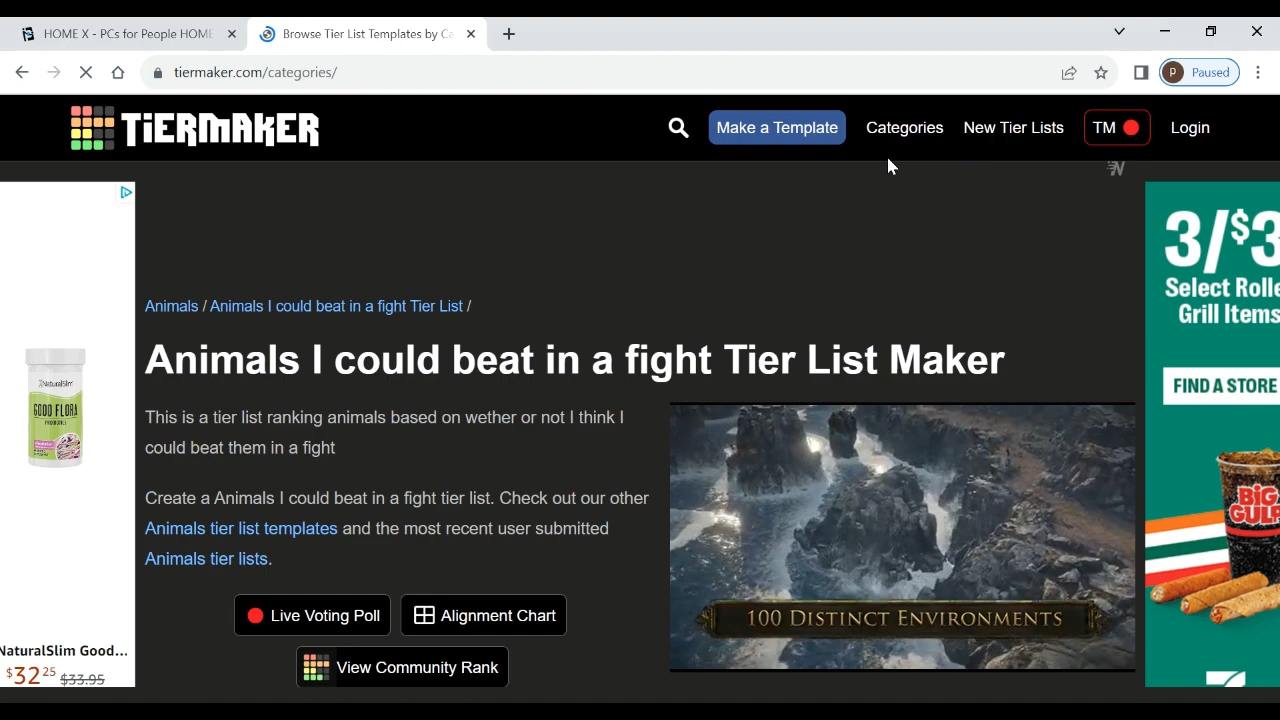 HOME X - PCs for People HOME
Browse Tier List Templates by Ca
tiermaker.com/categories/
P
Paused
TiERMAKER
Make a Template
Categories
New Tier Lists
TM
Login
Animals / Animals I could beat in a fight Tier List /
Animals I could beat in a fight Tier List Maker
This is a tier list ranking animals based on wether or not I think I
could beat them in a fight
Create a Animals I could beat in a fight tier list. Check out our other
Animals tier list templates and the most recent user submitted
Animals tier lists.
Live Voting Poll
Alignment Chart
View Community Rank
100 DISTINCT ENVIRONMENTS
NaturalSlim
GOOD FLORA
PROBIOTICS
NaturalSlim Good...
$32 25 $33.95
3/$3
Select Rolle
Grill Items
FIND A STORE
BiG
GULP